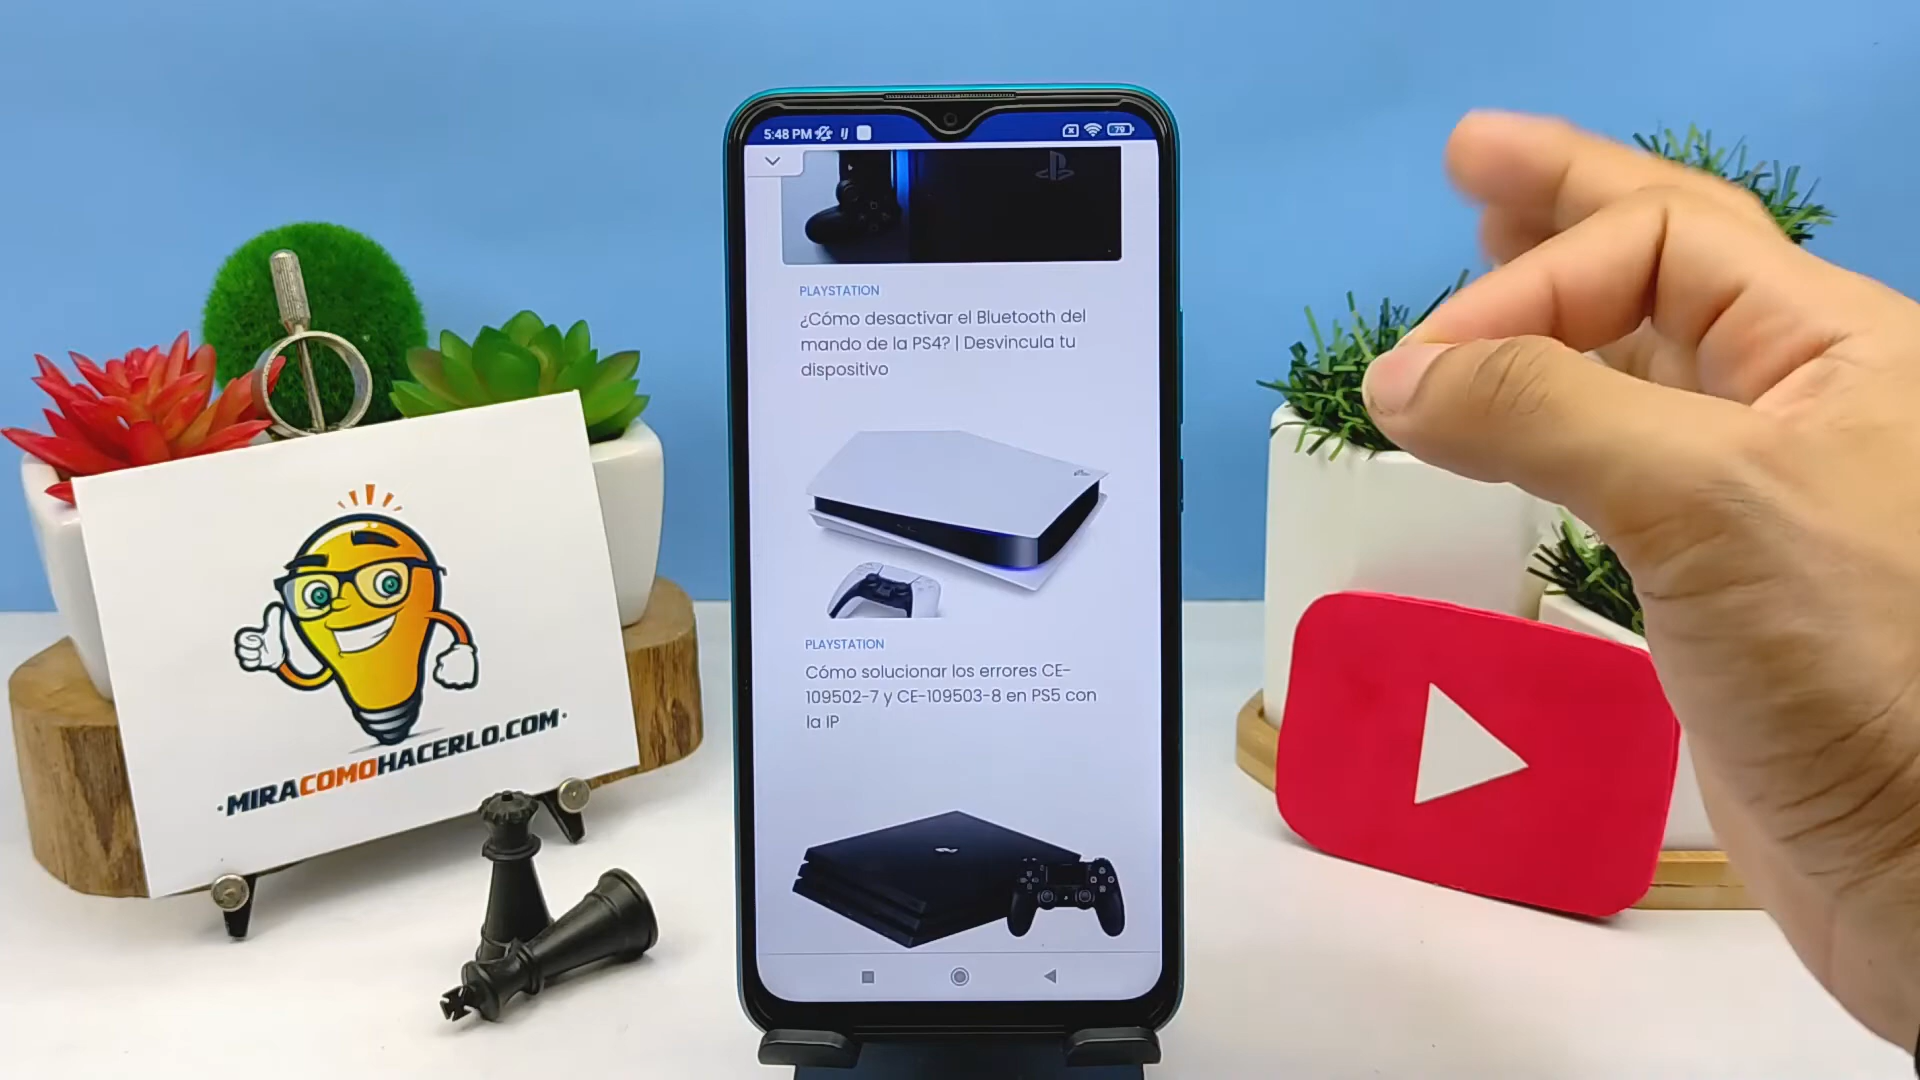 5:48 PM
79
PLAYSTATION
¿Cómo desactivar el Bluetooth del
mando de la PS4? | Desvincula tu
dispositivo
PLAYSTATION
Cómo solucionar los errores CE-
109502-7 y CE-109503-8 en PS5 con
la IP
·MIRACOMOHACERLO.COM·